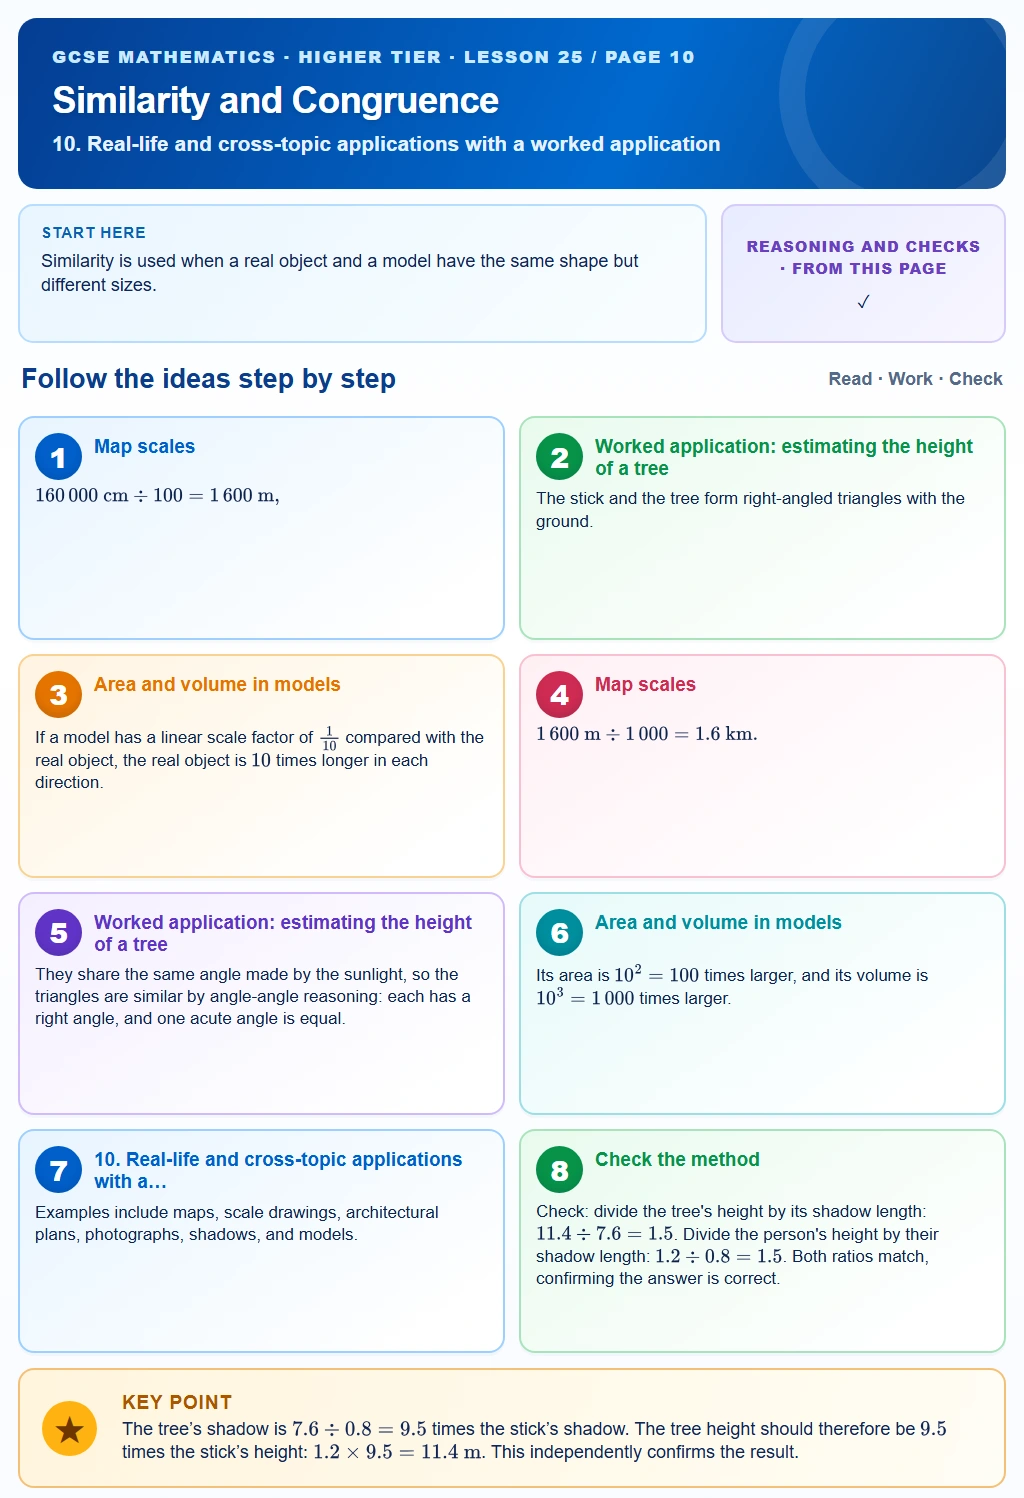 GCSE MATHEMATICS · HIGHER TIER · LESSON 25 / PAGE 10
Similarity and Congruence
10. Real-life and cross-topic applications with a worked application
START HERE
Similarity is used when a real object and a model have the same shape but
different sizes.
REASONING AND CHECKS
· FROM THIS PAGE
✓
Follow the ideas step by step
Read · Work · Check
1
Map scales
160 000 cm ÷ 100 = 1 600 m,
2
Worked application: estimating the height
of a tree
The stick and the tree form right-angled triangles with the
ground.
3
Area and volume in models
If a model has a linear scale factor of 1/10 compared with the
real object, the real object is 10 times longer in each
direction.
4
Map scales
1 600 m ÷ 1 000 = 1.6 km.
5
Worked application: estimating the height
of a tree
They share the same angle made by the sunlight, so the
triangles are similar by angle-angle reasoning: each has a
right angle, and one acute angle is equal.
6
Area and volume in models
Its area is 10² = 100 times larger, and its volume is
10³ = 1 000 times larger.
7
10. Real-life and cross-topic applications
with a…
Examples include maps, scale drawings, architectural
plans, photographs, shadows, and models.
8
Check the method
Check: divide the tree's height by its shadow length:
11.4 ÷ 7.6 = 1.5. Divide the person's height by their
shadow length: 1.2 ÷ 0.8 = 1.5. Both ratios match,
confirming the answer is correct.
★
KEY POINT
The tree’s shadow is 7.6 ÷ 0.8 = 9.5 times the stick’s shadow. The tree height should therefore be 9.5
times the stick’s height: 1.2 × 9.5 = 11.4 m. This independently confirms the result.